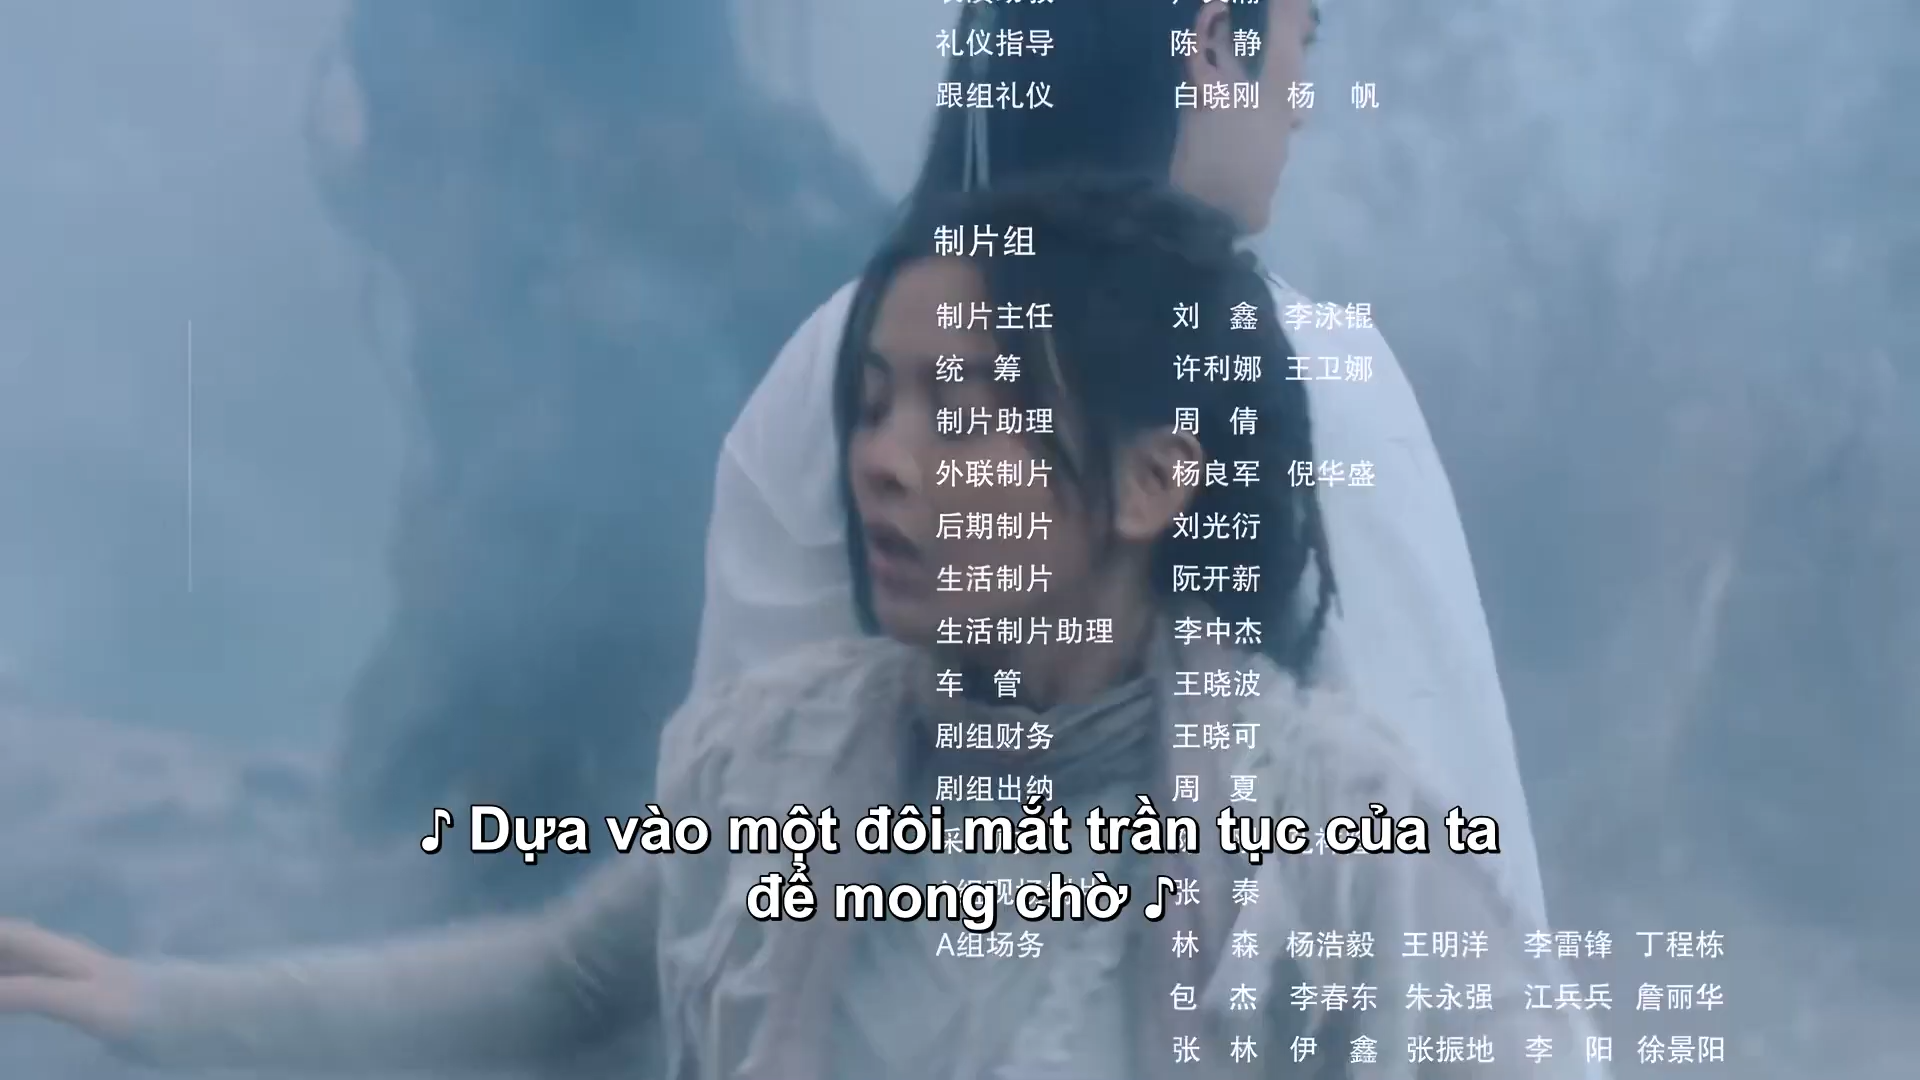 礼仪指导 陈 静
跟组礼仪 白晓刚 杨 帆
制片组
制片主任 刘 鑫 李泳锟
统 筹 许利娜 王卫娜
制片助理 周 倩
外联制片 杨良军 倪华盛
后期制片 刘光衍
生活制片 阮开新
生活制片助理 李中杰
车 管 王晓波
剧组财务 王晓可
剧组出纳 周 夏
♪ Dựa vào một đôi mắt trần tục của ta
để mong chờ ♪
张 泰
A组场务 林 森 杨浩毅 王明洋 李雷锋 丁程栋
包 杰 李春东 朱永强 江兵兵 詹丽华
张 林 伊 鑫 张振地 李 阳 徐景阳